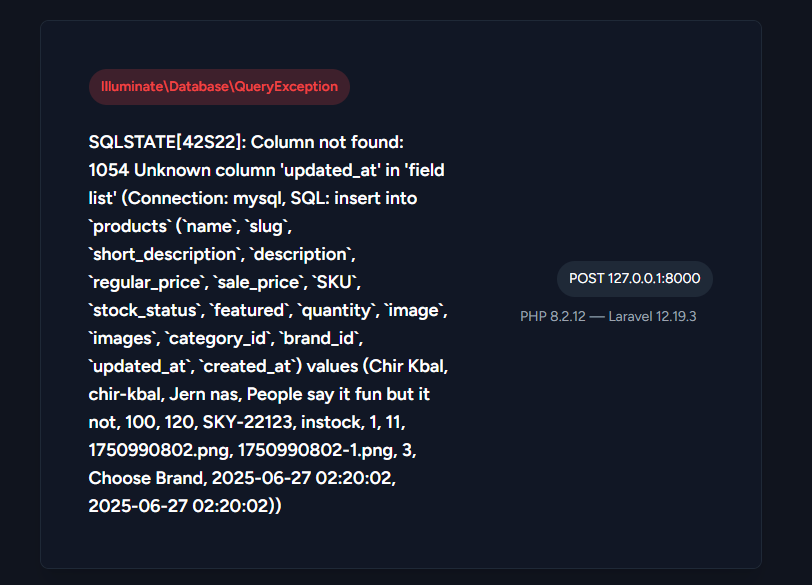 Illuminate\Database\QueryException
SQLSTATE[42S22]: Column not found:
1054 Unknown column 'updated_at' in 'field
list' (Connection: mysql, SQL: insert into
`products` (`name`, `slug`,
`short_description`, `description`,
`regular_price`, `sale_price`, `SKU`,
`stock_status`, `featured`, `quantity`, `image`,
`images`, `category_id`, `brand_id`,
`updated_at`, `created_at`) values (Chir Kbal,
chir-kbal, Jern nas, People say it fun but it
not, 100, 120, SKY-22123, instock, 1, 11,
1750990802.png, 1750990802-1.png, 3,
Choose Brand, 2025-06-27 02:20:02,
2025-06-27 02:20:02))
POST 127.0.0.1:8000
PHP 8.2.12 — Laravel 12.19.3